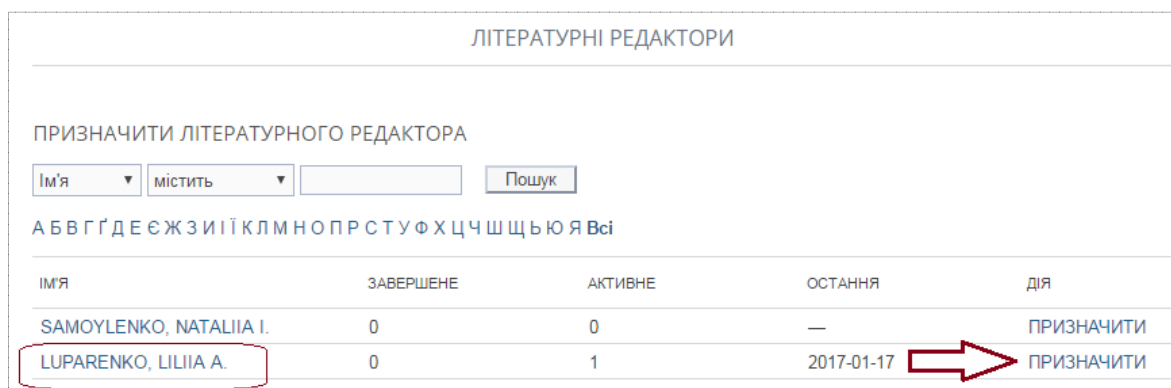 ЛІТЕРАТУРНІ РЕДАКТОРИ
ПРИЗНАЧИТИ ЛІТЕРАТУРНОГО РЕДАКТОРА
Ім'я містить Пошук
А Б В Г Ґ Д Е Є Ж З И І Ї К Л М Н О П Р С Т У Ф Х Ц Ч Ш Щ Ь Ю Я Всі
ІМ'Я ЗАВЕРШЕНЕ АКТИВНЕ ОСТАННЯ ДІЯ
SAMOYLENKO, NATALIIA I. 0 0 — ПРИЗНАЧИТИ
LUPARENKO, LILIIA A. 0 1 2017-01-17 ПРИЗНАЧИТИ